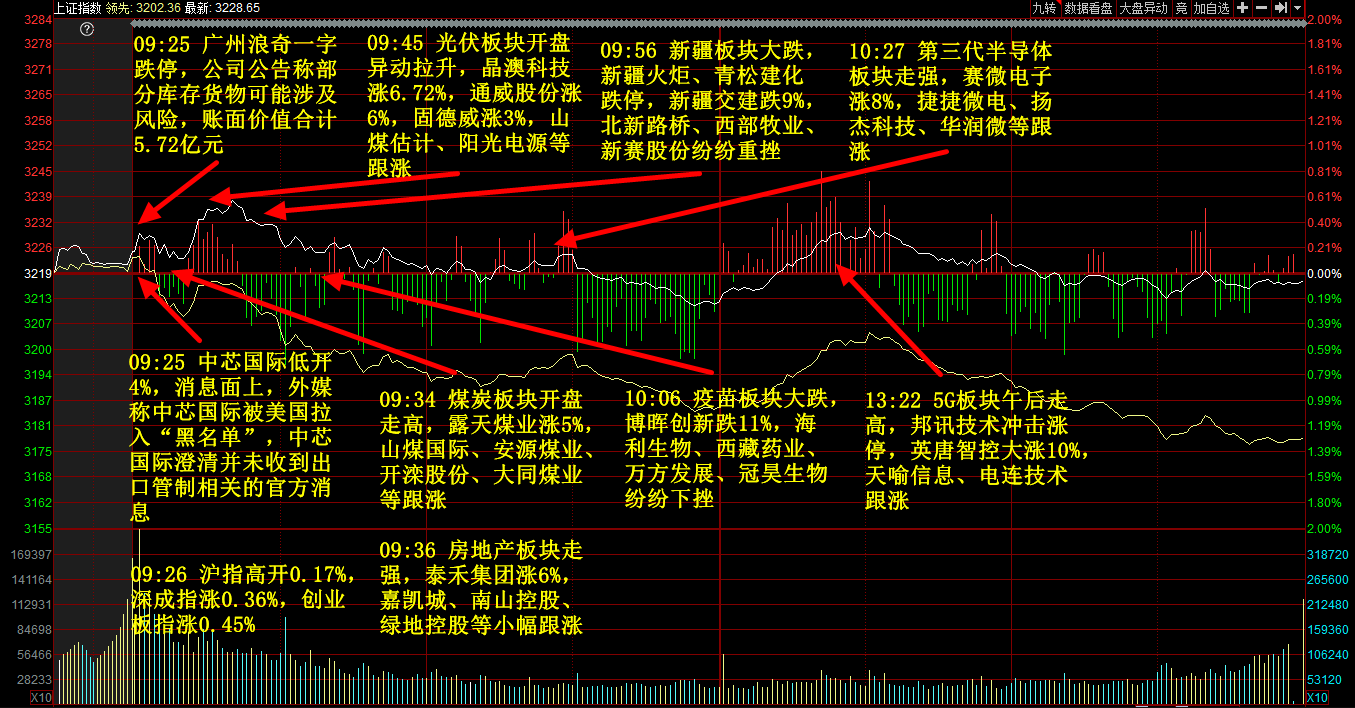 上证指数 领先: 3202.36 最新: 3228.65
九转 数据看盘 大盘异动 竞 加自选
3284
3278
3271
3265
3258
3252
3245
3239
3232
3226
3219
3213
3207
3200
3194
3187
3181
3175
3168
3162
3155
169397
141164
112931
84698
56466
28233
X10
09:25 广州浪奇一字
跌停，公司公告称部
分库存货物可能涉及
风险，账面价值合计
5.72亿元
09:45 光伏板块开盘
异动拉升，晶澳科技
涨6.72%，通威股份涨
6%，固德威涨3%，山
煤估计、阳光电源等
跟涨
09:56 新疆板块大跌，
新疆火炬、青松建化
跌停，新疆交建跌9%，
北新路桥、西部牧业、
新赛股份纷纷重挫
10:27 第三代半导体
板块走强，赛微电子
涨8%，捷捷微电、扬
杰科技、华润微等跟
涨
09:25 中芯国际低开
4%，消息面上，外媒
称中芯国际被美国拉
入“黑名单”，中芯
国际澄清并未收到出
口管制相关的官方消
息
09:34 煤炭板块开盘
走高，露天煤业涨5%，
山煤国际、安源煤业、
开滦股份、大同煤业
等跟涨
10:06 疫苗板块大跌，
博晖创新跌11%，海
利生物、西藏药业、
万方发展、冠昊生物
纷纷下挫
13:22 5G板块午后走
高，邦讯技术冲击涨
停，英唐智控大涨10%，
天喻信息、电连技术
跟涨
09:26 沪指高开0.17%，
深成指涨0.36%，创业
板指涨0.45%
09:36 房地产板块走
强，泰禾集团涨6%，
嘉凯城、南山控股、
绿地控股等小幅跟涨
2.00%
1.81%
1.61%
1.41%
1.21%
1.01%
0.81%
0.61%
0.40%
0.21%
0.00%
0.19%
0.39%
0.59%
0.79%
0.99%
1.19%
1.39%
1.59%
1.80%
2.00%
318720
265600
212480
159360
106240
53120
X10